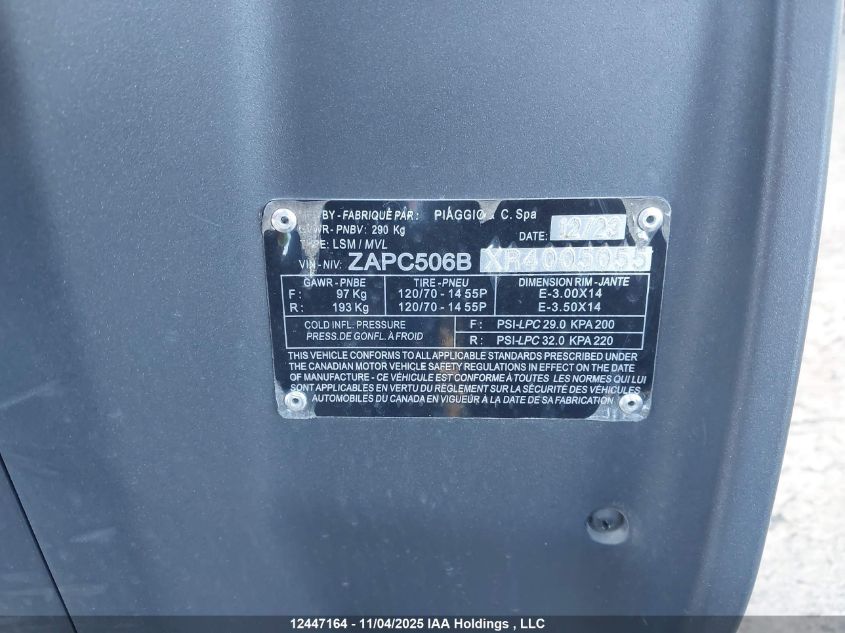 BY - FABRIQUÉ PAR : PIAGGIO & C. Spa 12/23
GVWR - PNBV : 290 Kg
TYPE: LSM / MVL
VIN - NIV: ZAPC506B XR4005055
GAWR - PNBE TIRE - PNEU DIMENSION RIM - JANTE
F : 97 Kg 120/70 - 14 55P E-3.00X14
R : 193 Kg 120/70 - 14 55P E-3.50X14
COLD INFL. PRESSURE F : PSI-LPC 29.0 KPA 200
PRESS. DE GONFL. À FROID R : PSI-LPC 32.0 KPA 220
THIS VEHICLE CONFORMS TO ALL APPLICABLE STANDARDS PRESCRIBED UNDER
THE CANADIAN MOTOR VEHICLE SAFETY REGULATIONS IN EFFECT ON THE DATE
OF MANUFACTURE - CE VÉHICULE EST CONFORME À TOUTES LES NORMES QUI LUI
SONT APPLICABLES EN VERTU DU RÉGLEMENT SUR LA SÉCURITÉ DES VÉHICULES
AUTOMOBILES DU CANADA EN VIGUEUR À LA DATE DE SA FABRICATION
12447164 - 11/04/2025 IAA Holdings , LLC